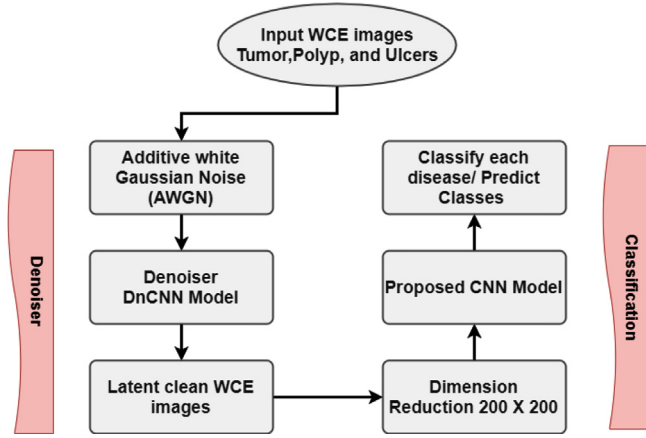 Input WCE images
Tumor,Polyp, and Ulcers
Additive white
Gaussian Noise
(AWGN)
Denoiser
DnCNN Model
Latent clean WCE
images
Dimension
Reduction 200 X 200
Proposed CNN Model
Classify each
disease/ Predict
Classes
Denoiser
Classification